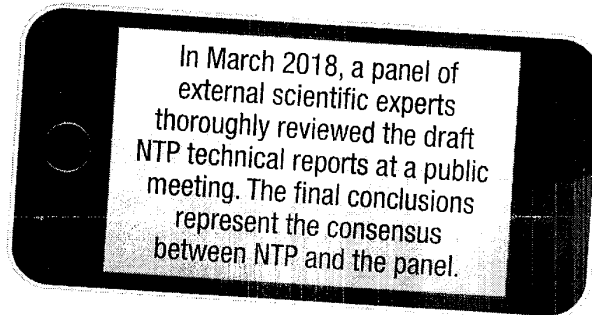 In March 2018, a panel of
external scientific experts
thoroughly reviewed the draft
NTP technical reports at a public
meeting. The final conclusions
represent the consensus
between NTP and the panel.